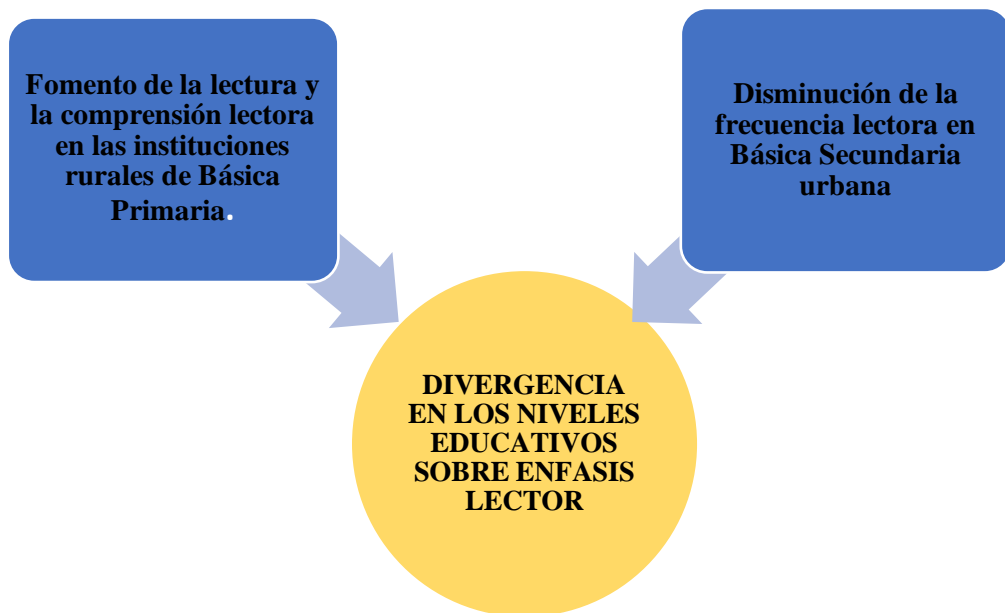 Fomento de la lectura y
la comprensión lectora
en las instituciones
rurales de Básica
Primaria.
Disminución de la
frecuencia lectora en
Básica Secundaria
urbana
DIVERGENCIA
EN LOS NIVELES
EDUCATIVOS
SOBRE ENFASIS
LECTOR